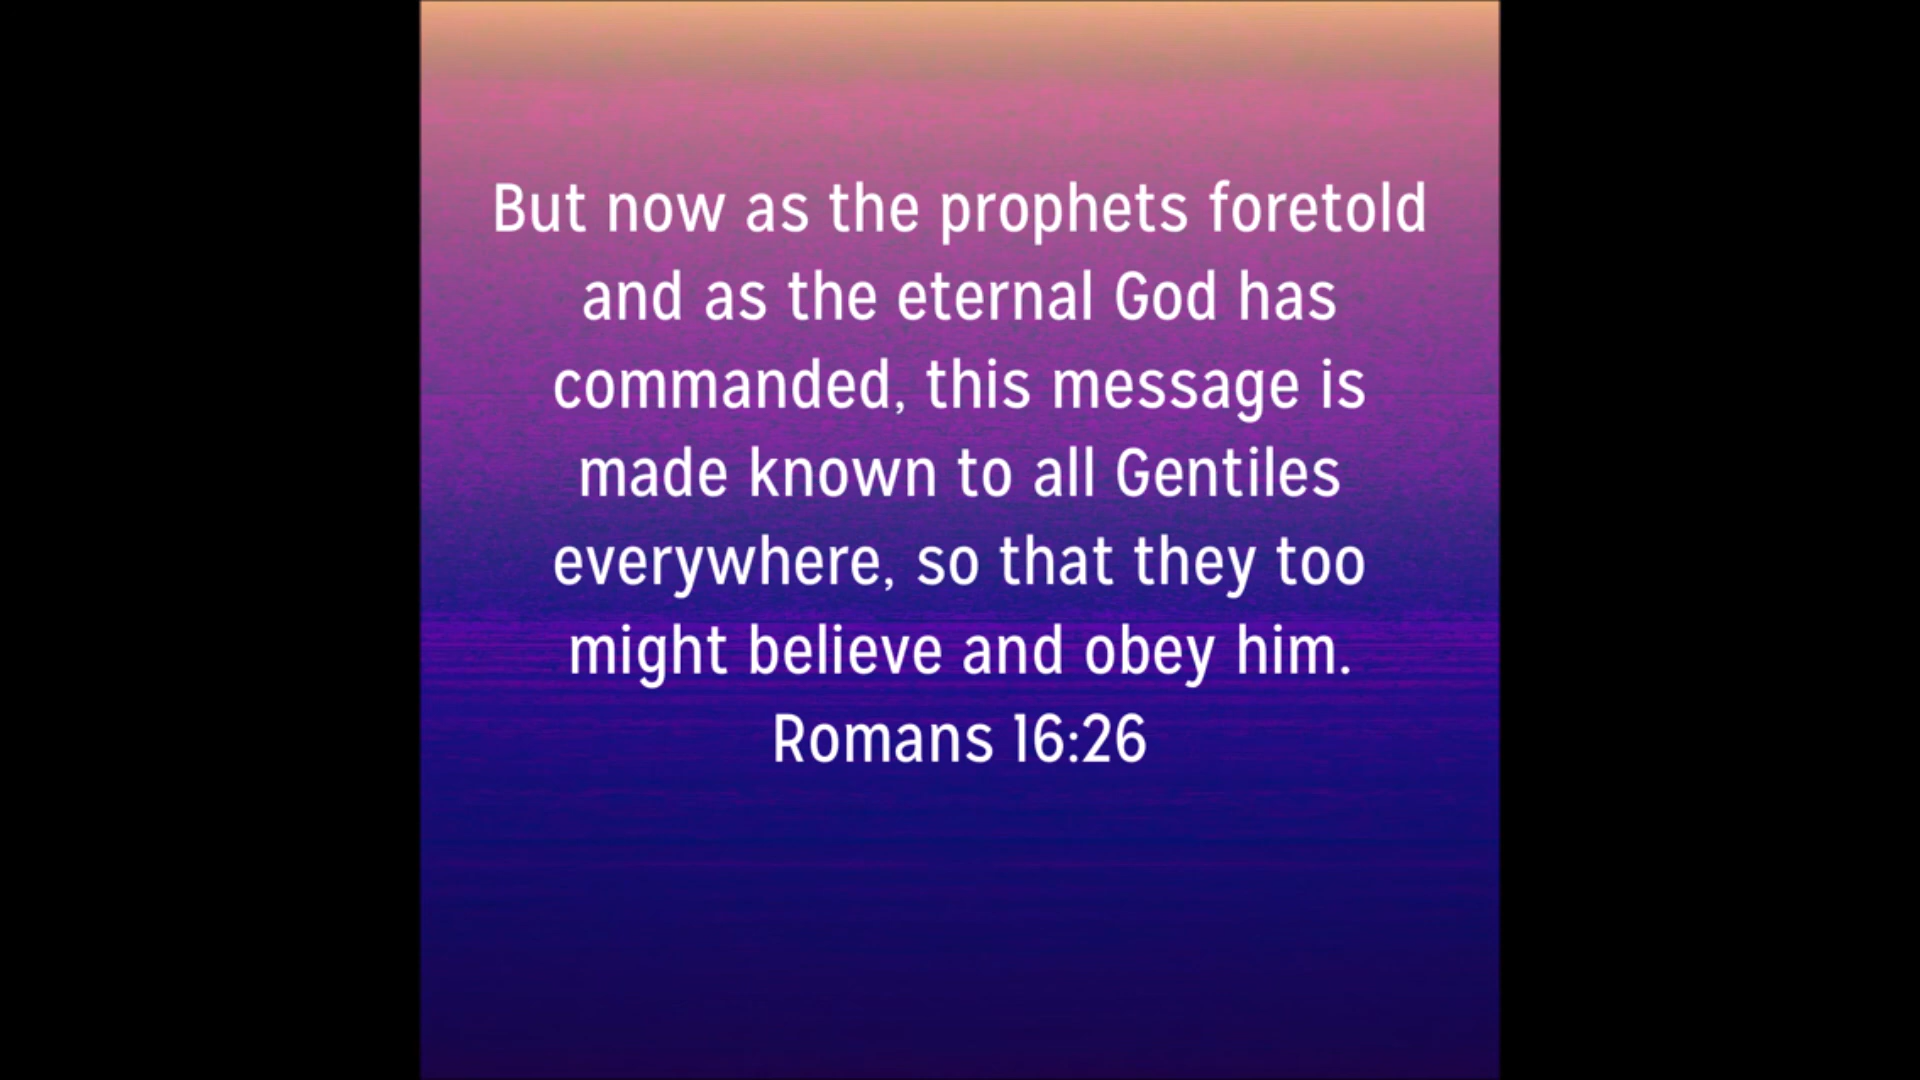 But now as the prophets foretold
and as the eternal God has
commanded, this message is
made known to all Gentiles
everywhere, so that they too
might believe and obey him.
Romans 16:26